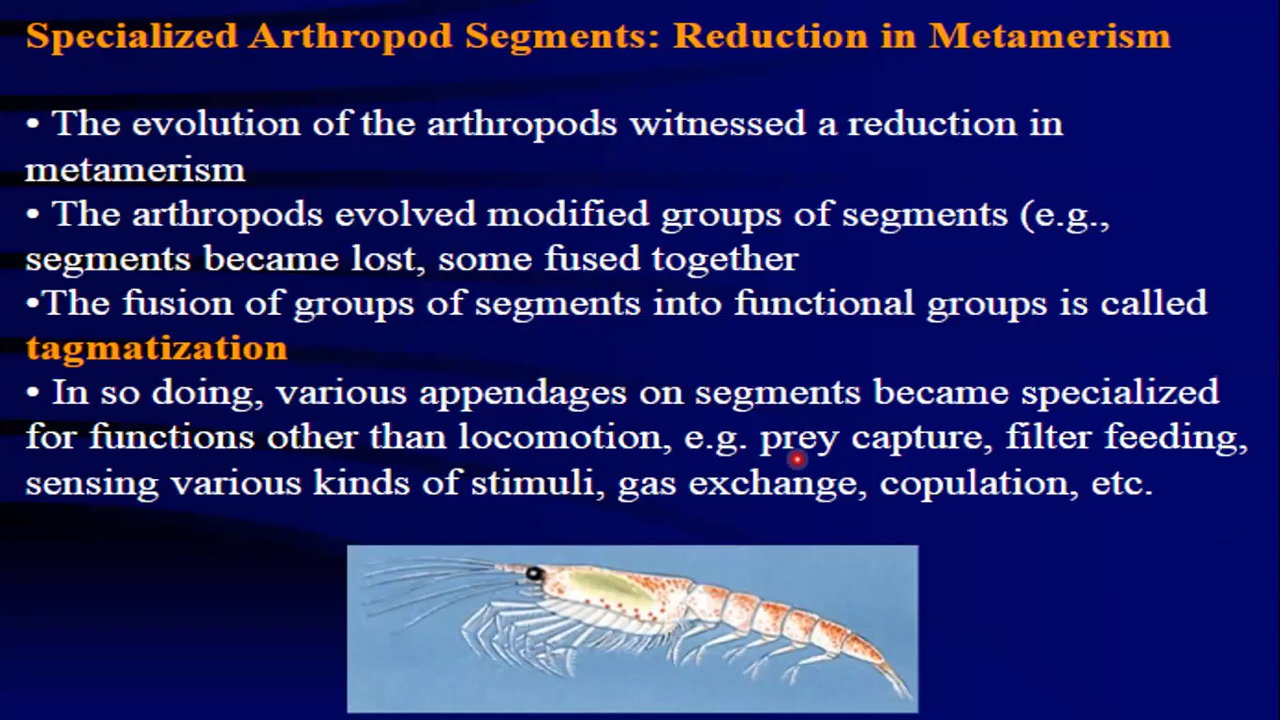 Specialized Arthropod Segments: Reduction in Metamerism
• The evolution of the arthropods witnessed a reduction in
metamerism
• The arthropods evolved modified groups of segments (e.g.,
segments became lost, some fused together
•The fusion of groups of segments into functional groups is called
tagmatization
• In so doing, various appendages on segments became specialized
for functions other than locomotion, e.g. prey capture, filter feeding,
sensing various kinds of stimuli, gas exchange, copulation, etc.